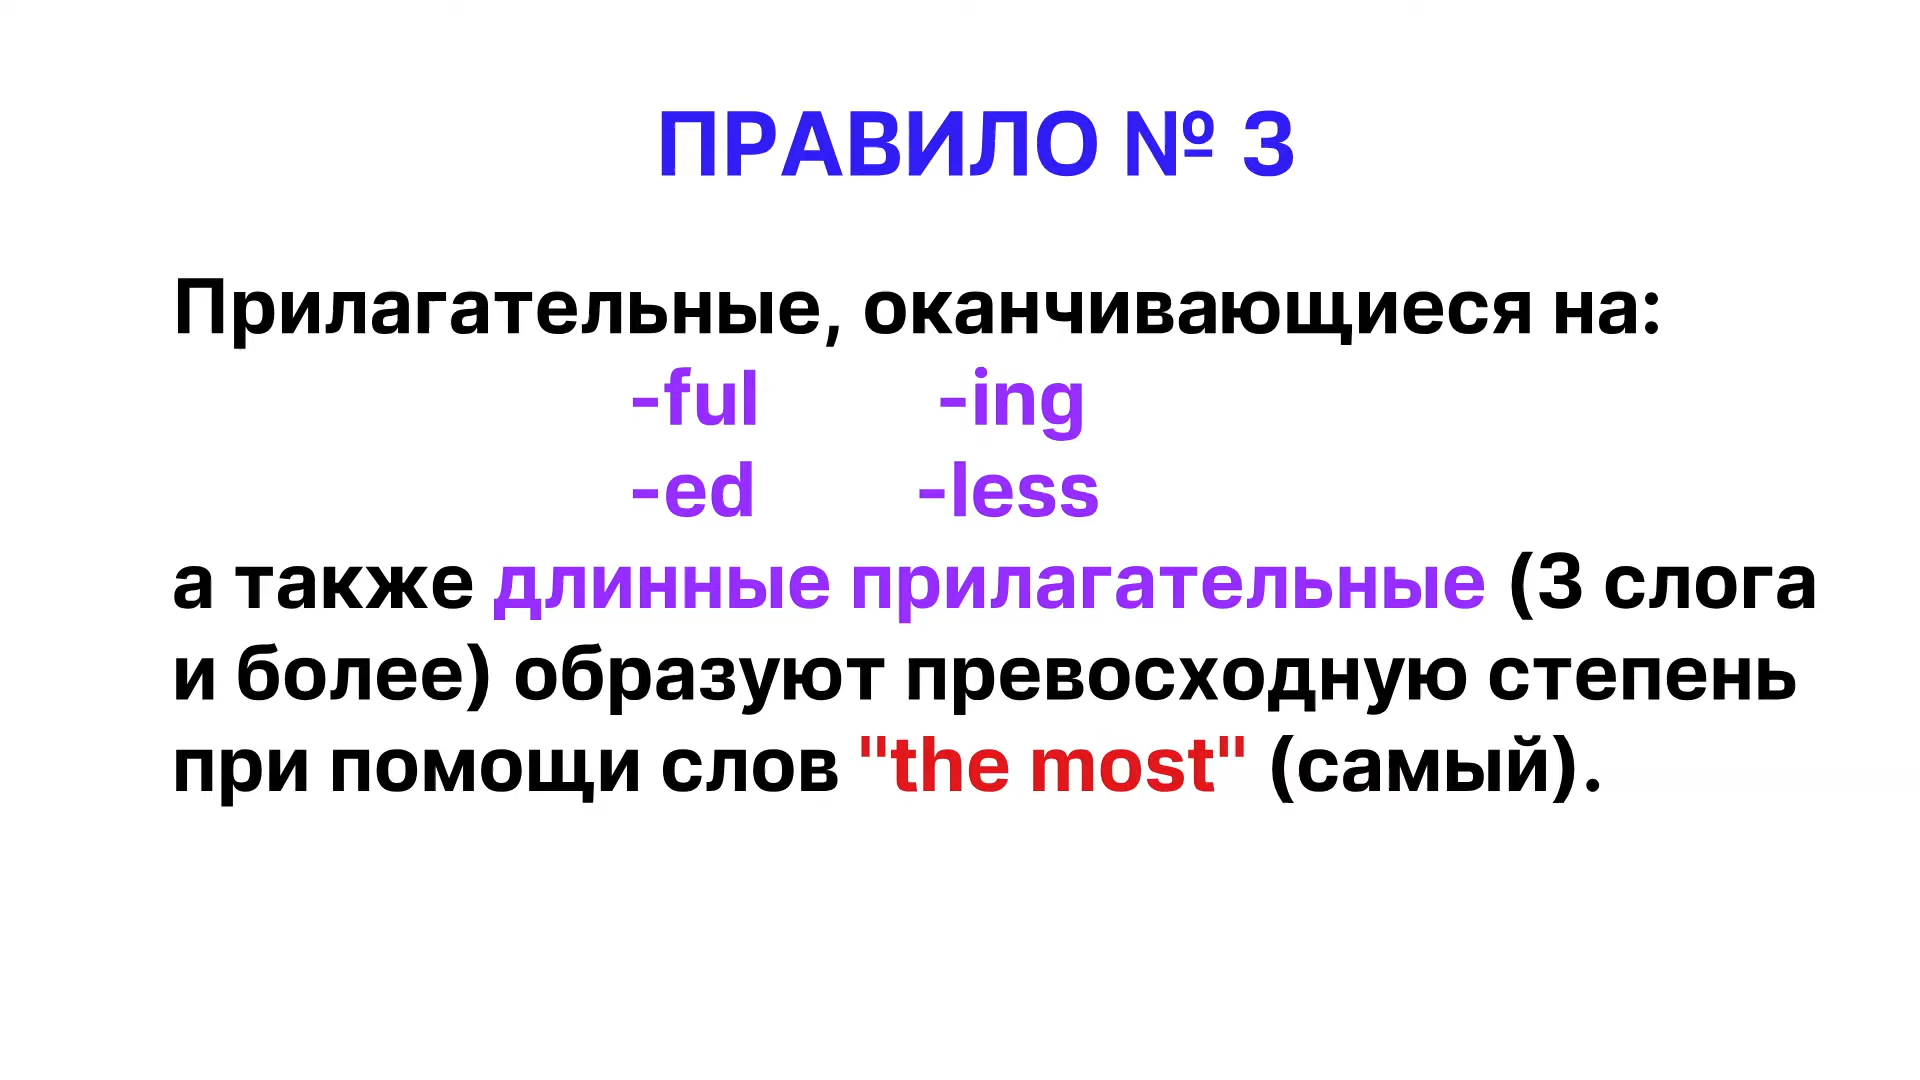 ПРАВИЛО № 3
Прилагательные, оканчивающиеся на:
-ful -ing
-ed -less
а также длинные прилагательные (3 слога
и более) образуют превосходную степень
при помощи слов "the most" (самый).